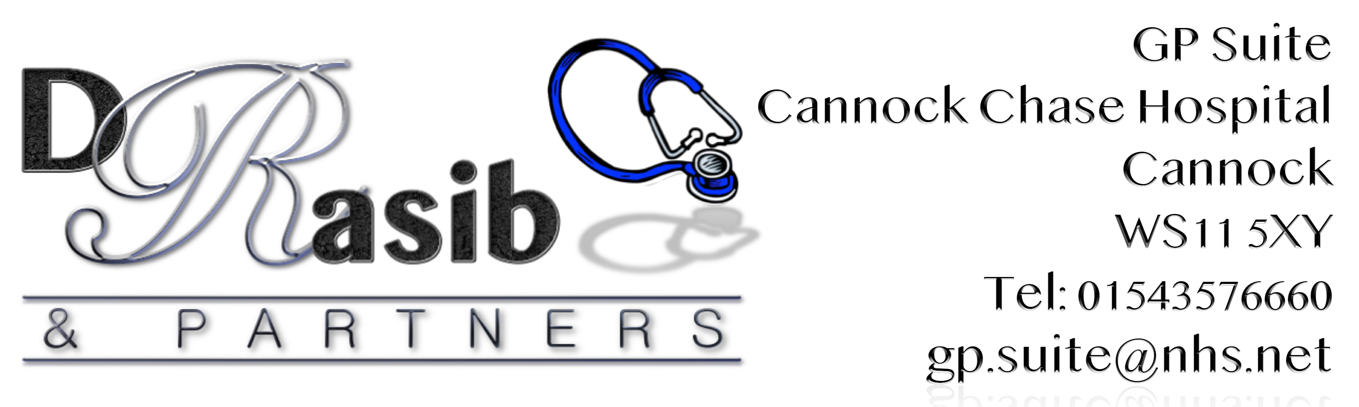 DRasib
& PARTNERS
GP Suite
Cannock Chase Hospital
Cannock
WS11 5XY
Tel: 01543576660
gp.suite@nhs.net